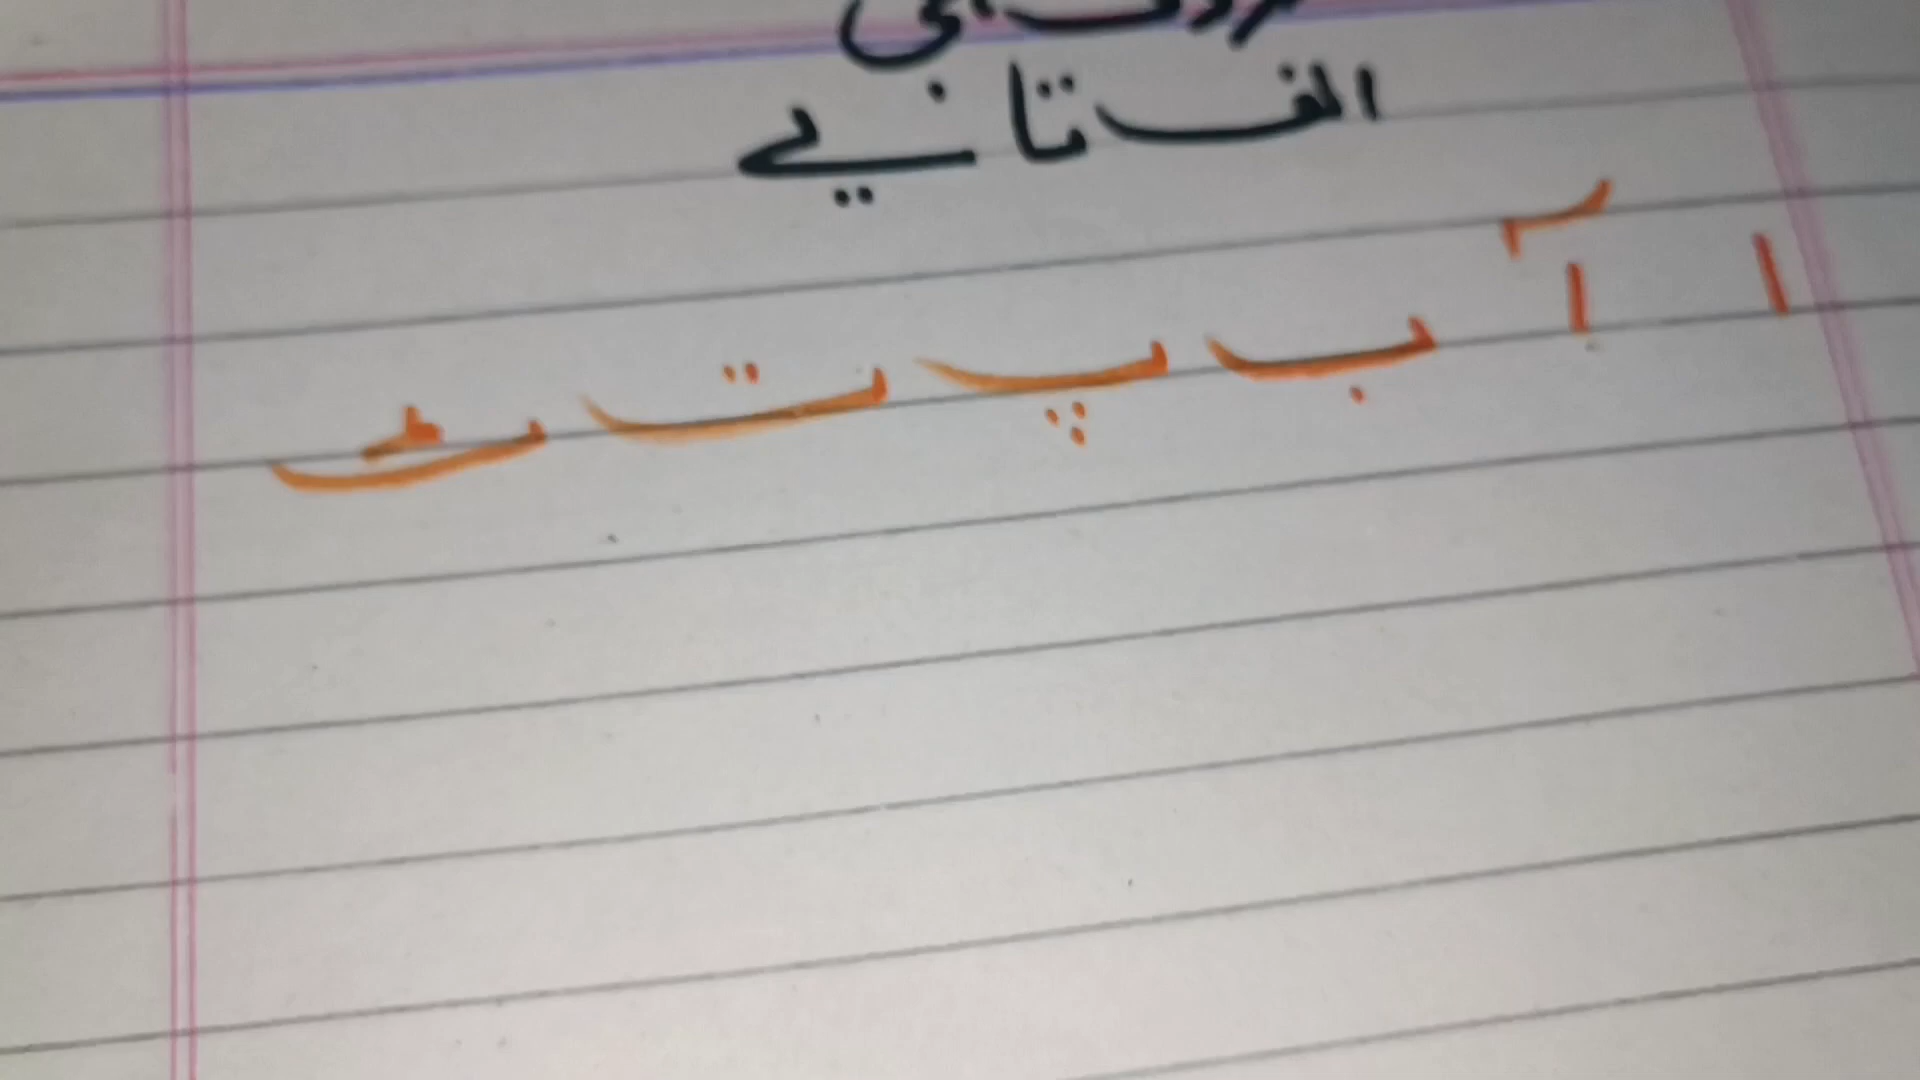 الف تا یے
ا آ ب پ ت ٹ